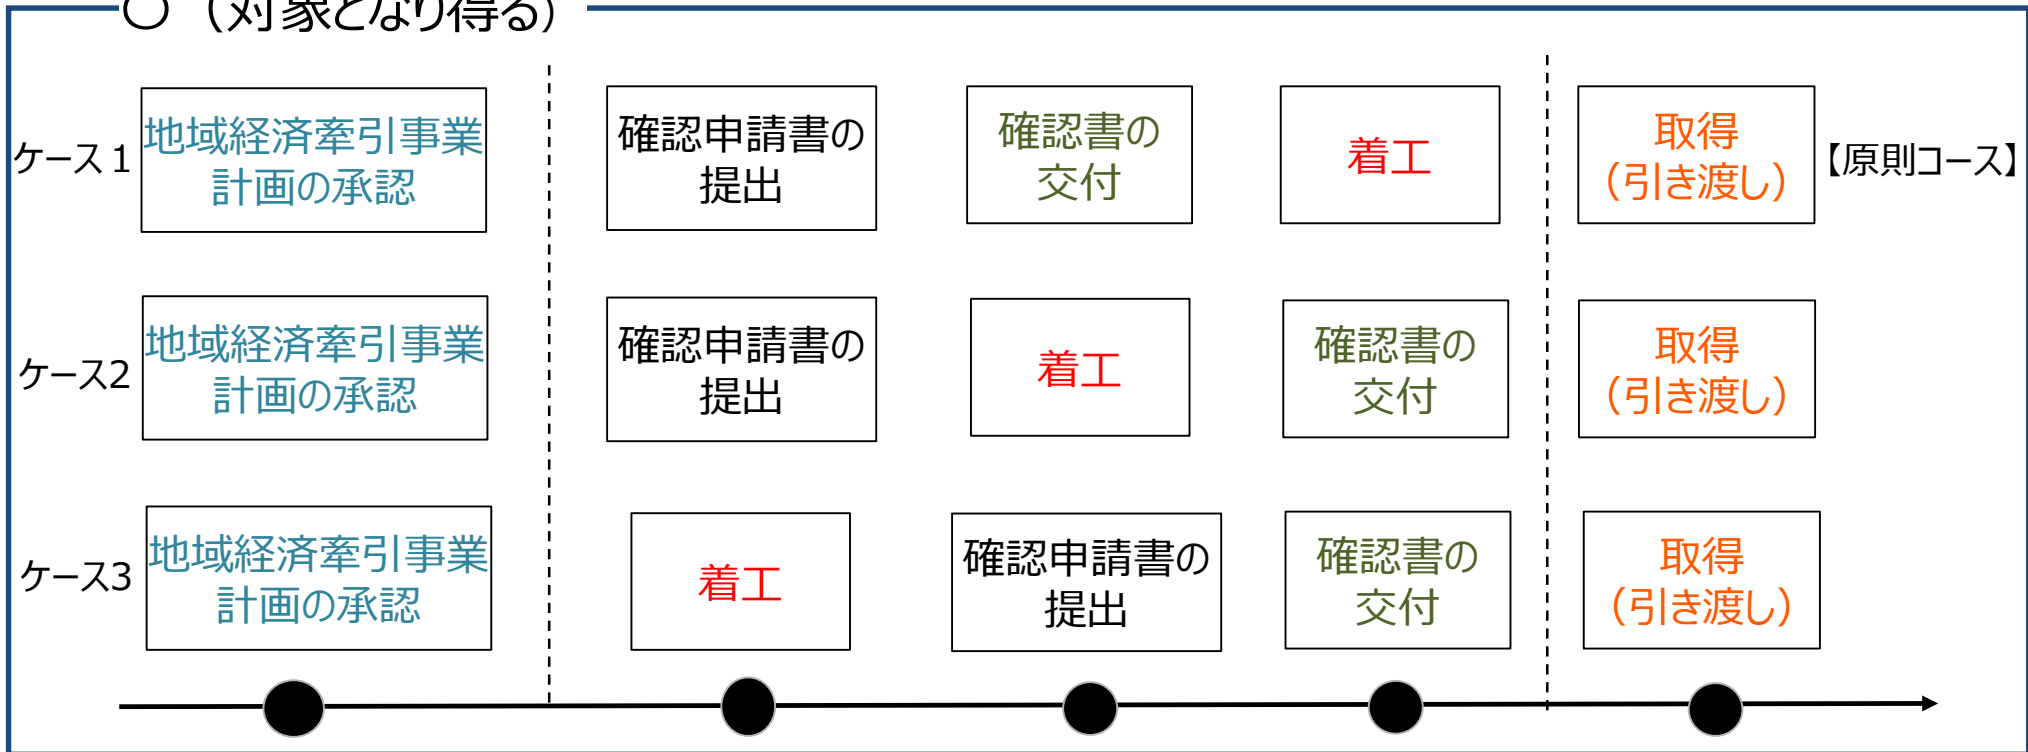 〇（対象となり得る）
ケース１
地域経済牽引事業
計画の承認
確認申請書の
提出
確認書の
交付
着工
取得
（引き渡し）
【原則コース】
ケース2
地域経済牽引事業
計画の承認
確認申請書の
提出
着工
確認書の
交付
取得
（引き渡し）
ケース3
地域経済牽引事業
計画の承認
着工
確認申請書の
提出
確認書の
交付
取得
（引き渡し）